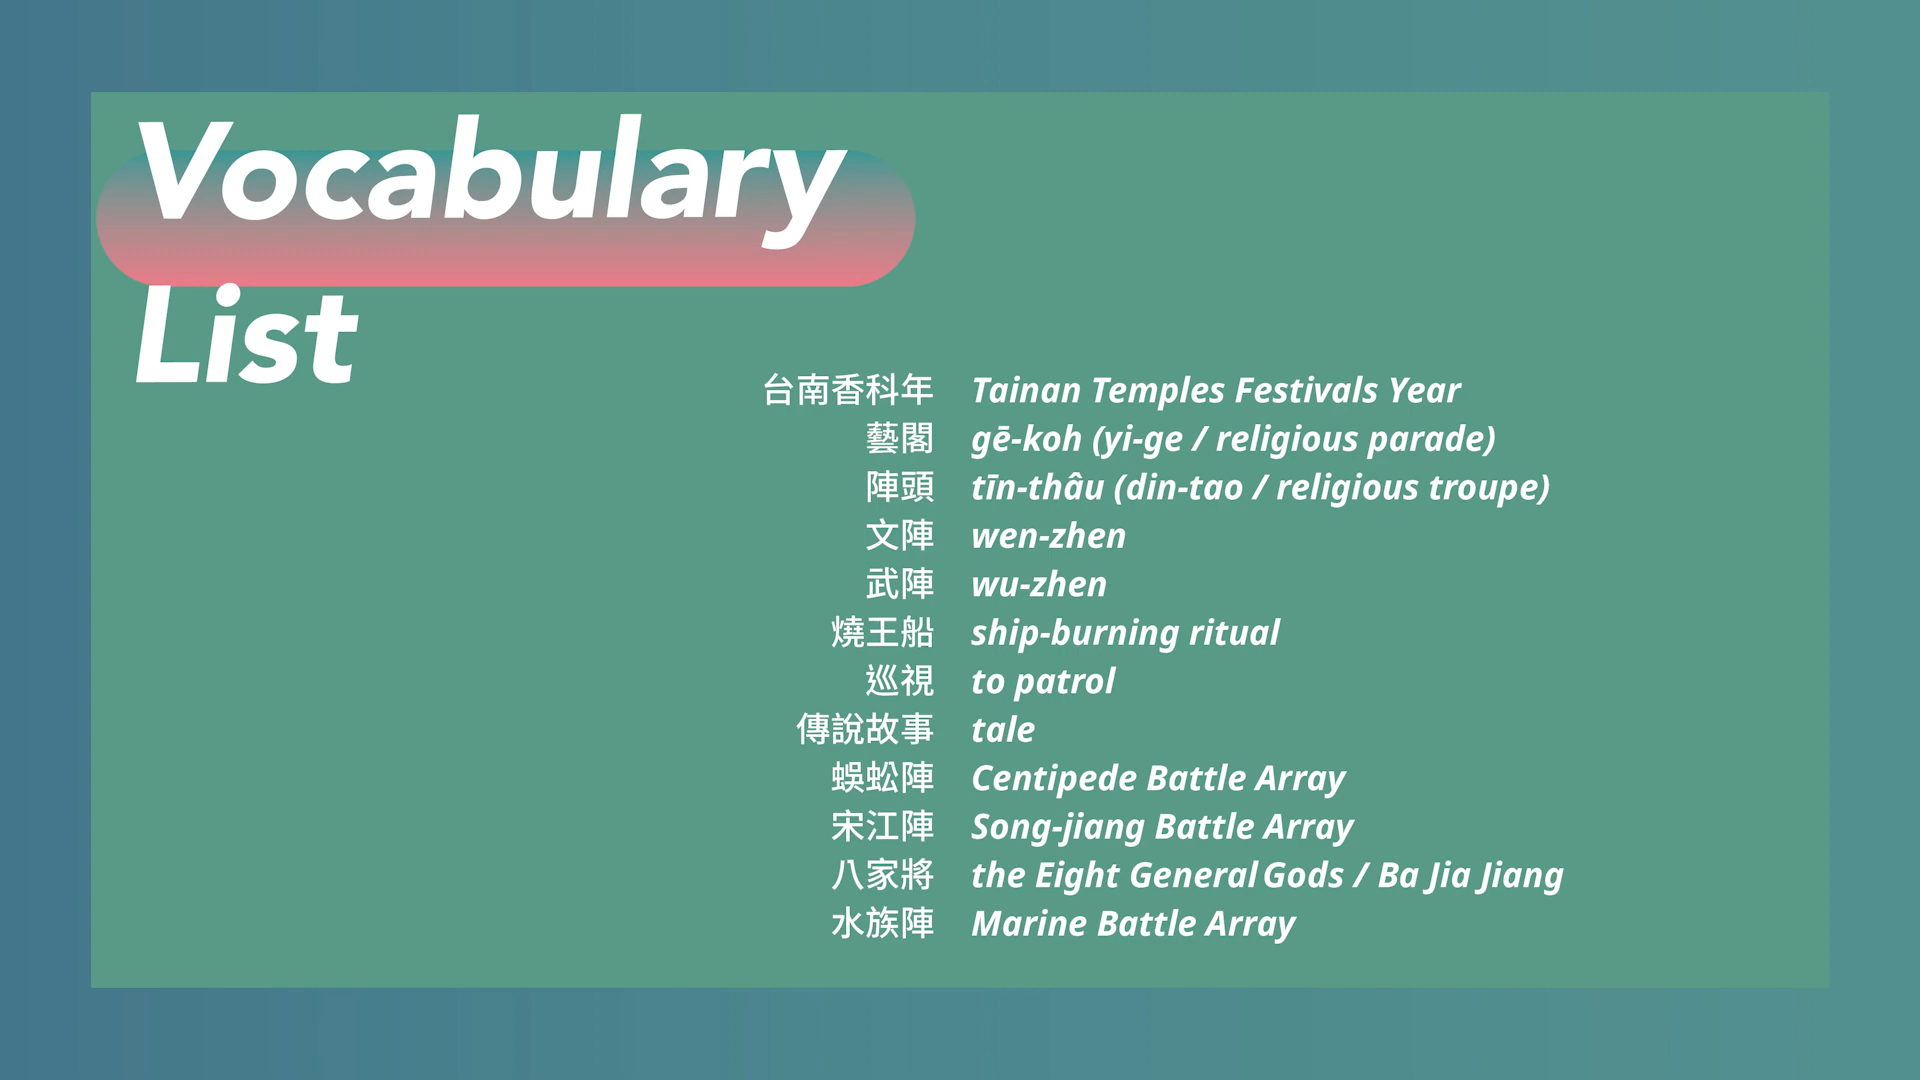 Vocabulary
List
台南香科年 Tainan Temples Festivals Year
藝閣 gē-koh (yi-ge / religious parade)
陣頭 tīn-thâu (din-tao / religious troupe)
文陣 wen-zhen
武陣 wu-zhen
燒王船 ship-burning ritual
巡視 to patrol
傳說故事 tale
蜈蚣陣 Centipede Battle Array
宋江陣 Song-jiang Battle Array
八家將 the Eight General Gods / Ba Jia Jiang
水族陣 Marine Battle Array